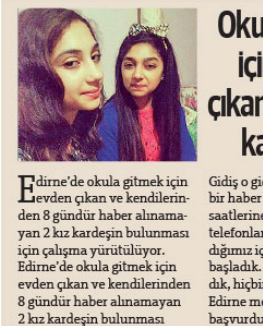 Oku
içi
çıkan
ka
Edirne’de okula gitmek için
evden çıkan ve kendilerin-
den 8 gündür haber alınama-
yan 2 kız kardeşin bulunması
için çalışma yürütülüyor.
Edirne’de okula gitmek için
evden çıkan ve kendilerinden
8 gündür haber alınamayan
2 kız kardeşin bulunması
Gidiş o gid
bir haber
saatlerine
telefonlar
dığımız iç
başladık.
dık, hiçbi
Edirne me
başvurdu